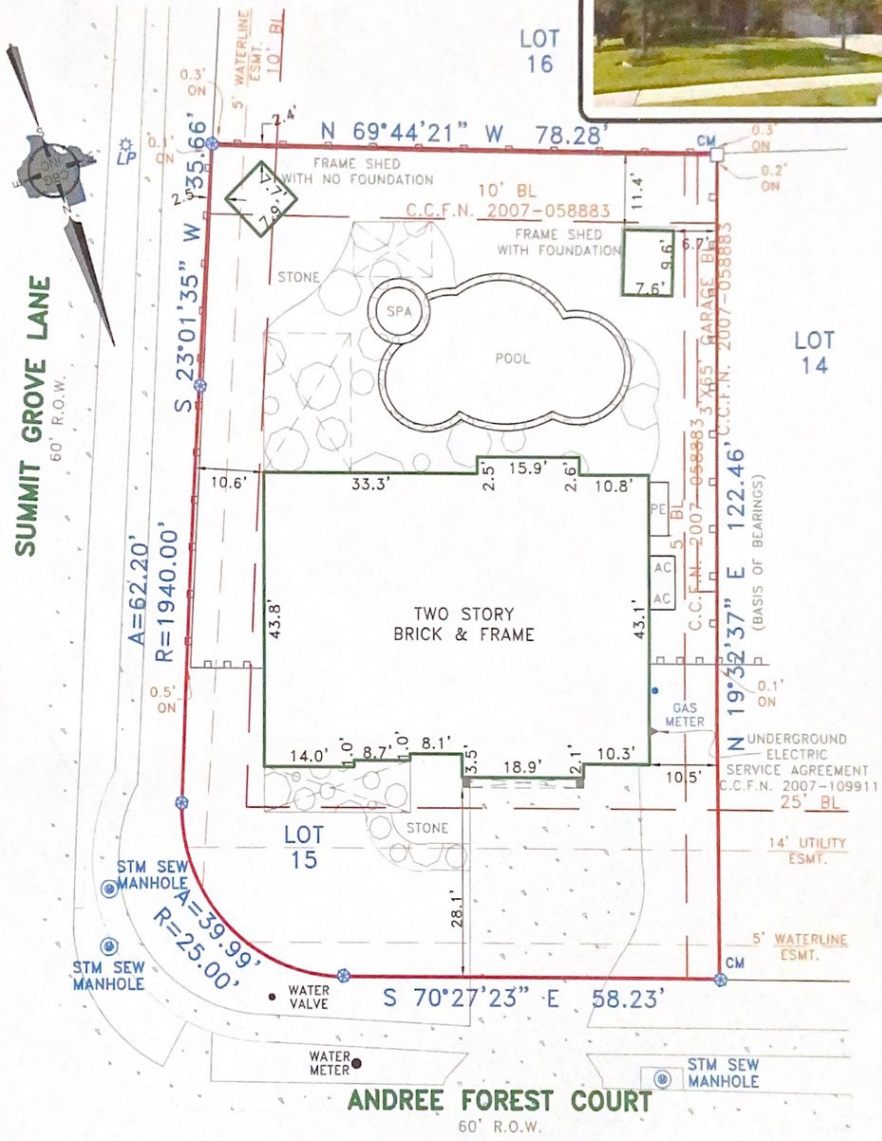 LOT
16
5' WATERLINE
ESMT.
10' BL
0.3'
ON
2.4'
N 69°44'21" W 78.28'
CM
0.3'
ON
0.1'
ON
LP
FRAME SHED
WITH NO FOUNDATION
10' BL
C.C.F.N. 2007-058883
11.4'
0.2'
ON
2.5'
7.7'
7.9'
FRAME SHED
WITH FOUNDATION
6.7'
9.6'
7.6'
CBG
INC
S 23°01'35" W 35.66'
STONE
SPA
POOL
3'X65' GARAGE BL
C.C.F.N. 2007-058883
LOT
14
SUMMIT GROVE LANE
60' R.O.W.
10.6'
33.3'
2.5'
15.9'
2.6'
10.8'
PE
5' BL
C.C.F.N. 2007-058883
N 19°32'37" E 122.46'
(BASIS OF BEARINGS)
AC
AC
A=62.20'
R=1940.00'
43.8'
TWO STORY
BRICK & FRAME
43.1'
0.5'
ON
0.1'
ON
GAS
METER
UNDERGROUND
ELECTRIC
SERVICE AGREEMENT
C.C.F.N. 2007-109911
14.0'
1.0'
8.7'
1.0'
8.1'
3.5'
18.9'
2.1'
10.3'
10.5'
25' BL
LOT
15
STONE
14' UTILITY
ESMT.
STM SEW
MANHOLE
A=39.99'
R=25.00'
28.1'
5' WATERLINE
ESMT.
STM SEW
MANHOLE
CM
WATER
VALVE
S 70°27'23" E 58.23'
WATER
METER
STM SEW
MANHOLE
ANDREE FOREST COURT
60' R.O.W.